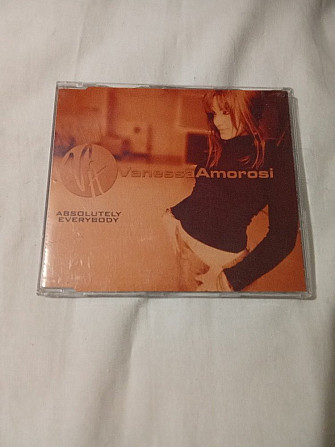 VA
Vanessa Amorosi
ABSOLUTELY
EVERYBODY